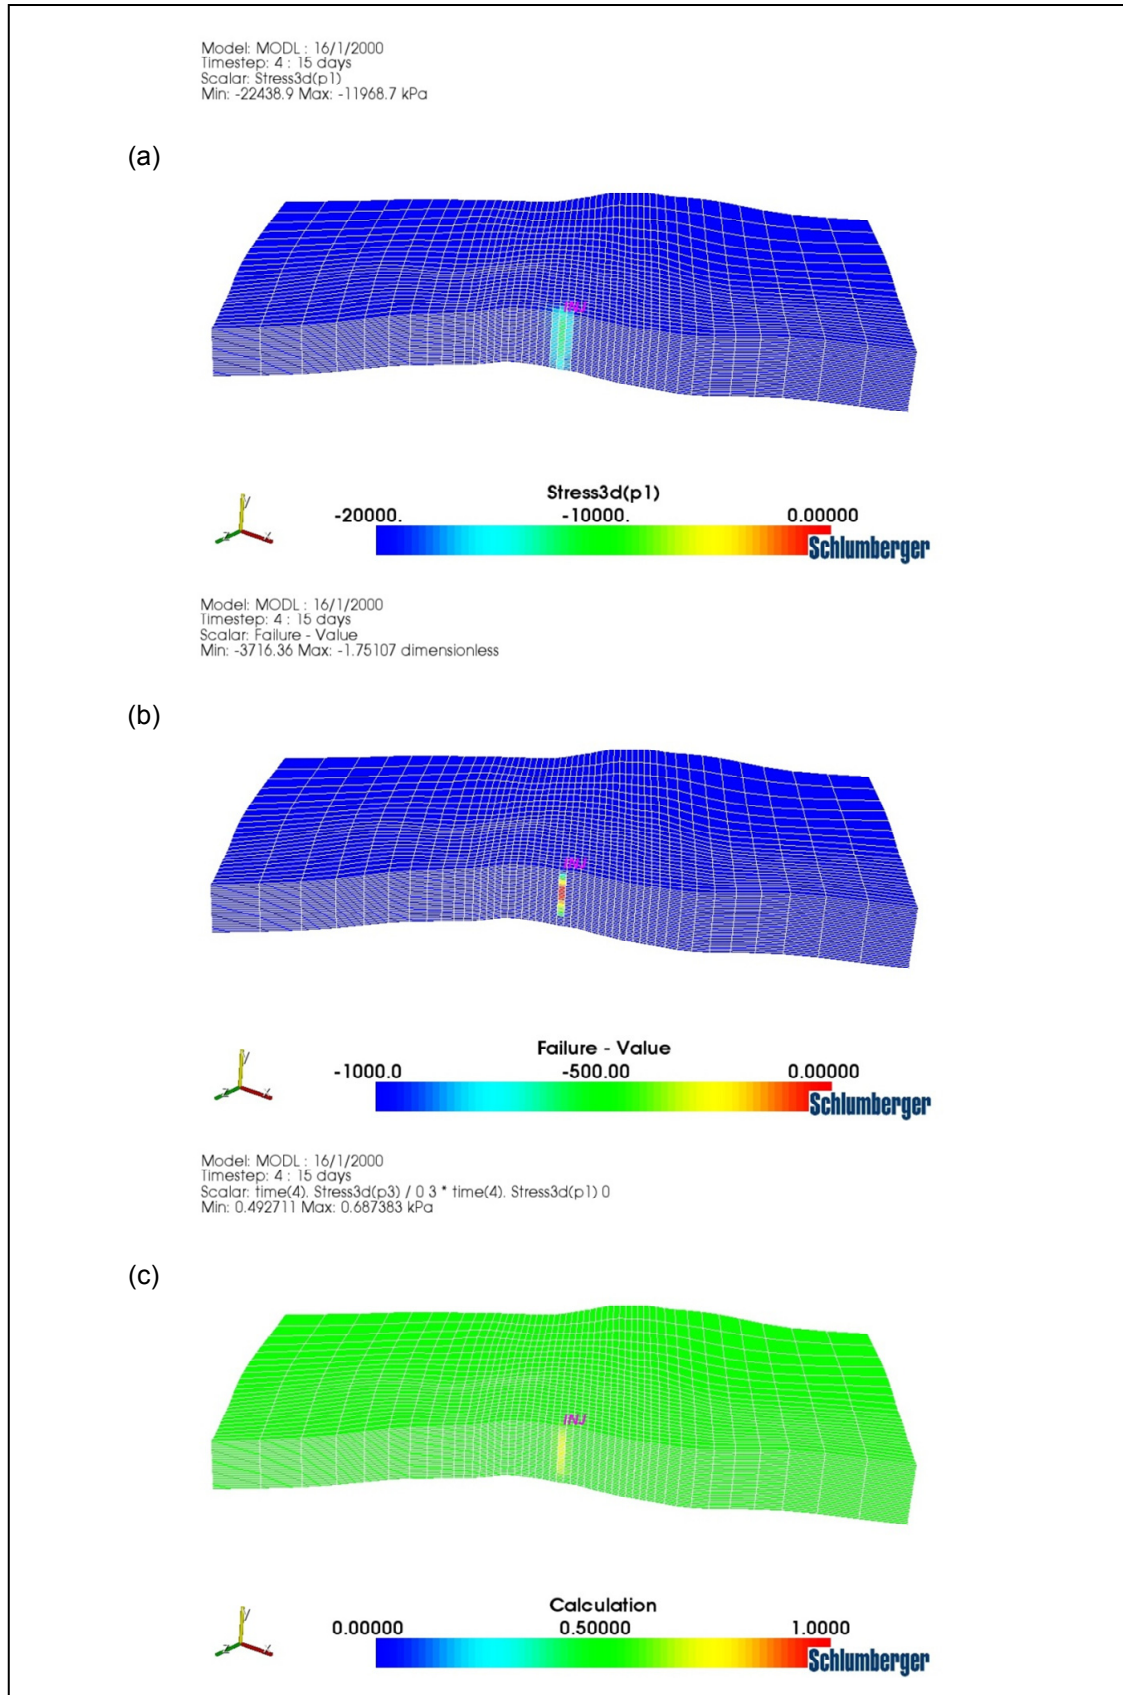 Model: MODL : 16/1/2000
Timestep: 4 : 15 days
Scalar: Stress3d(p1)
Min: -22438.9 Max: -11968.7 kPa
(a)
INJ
Stress3d(p1)
-20000. -10000. 0.00000
Schlumberger
Model: MODL : 16/1/2000
Timestep: 4 : 15 days
Scalar: Failure - Value
Min: -3716.36 Max: -1.75107 dimensionless
(b)
INJ
Failure - Value
-1000.0 -500.00 0.00000
Schlumberger
Model: MODL : 16/1/2000
Timestep: 4 : 15 days
Scalar: time(4). Stress3d(p3) / 0 3 * time(4). Stress3d(p1) 0
Min: 0.492711 Max: 0.687383 kPa
(c)
INJ
Calculation
0.00000 0.50000 1.0000
Schlumberger